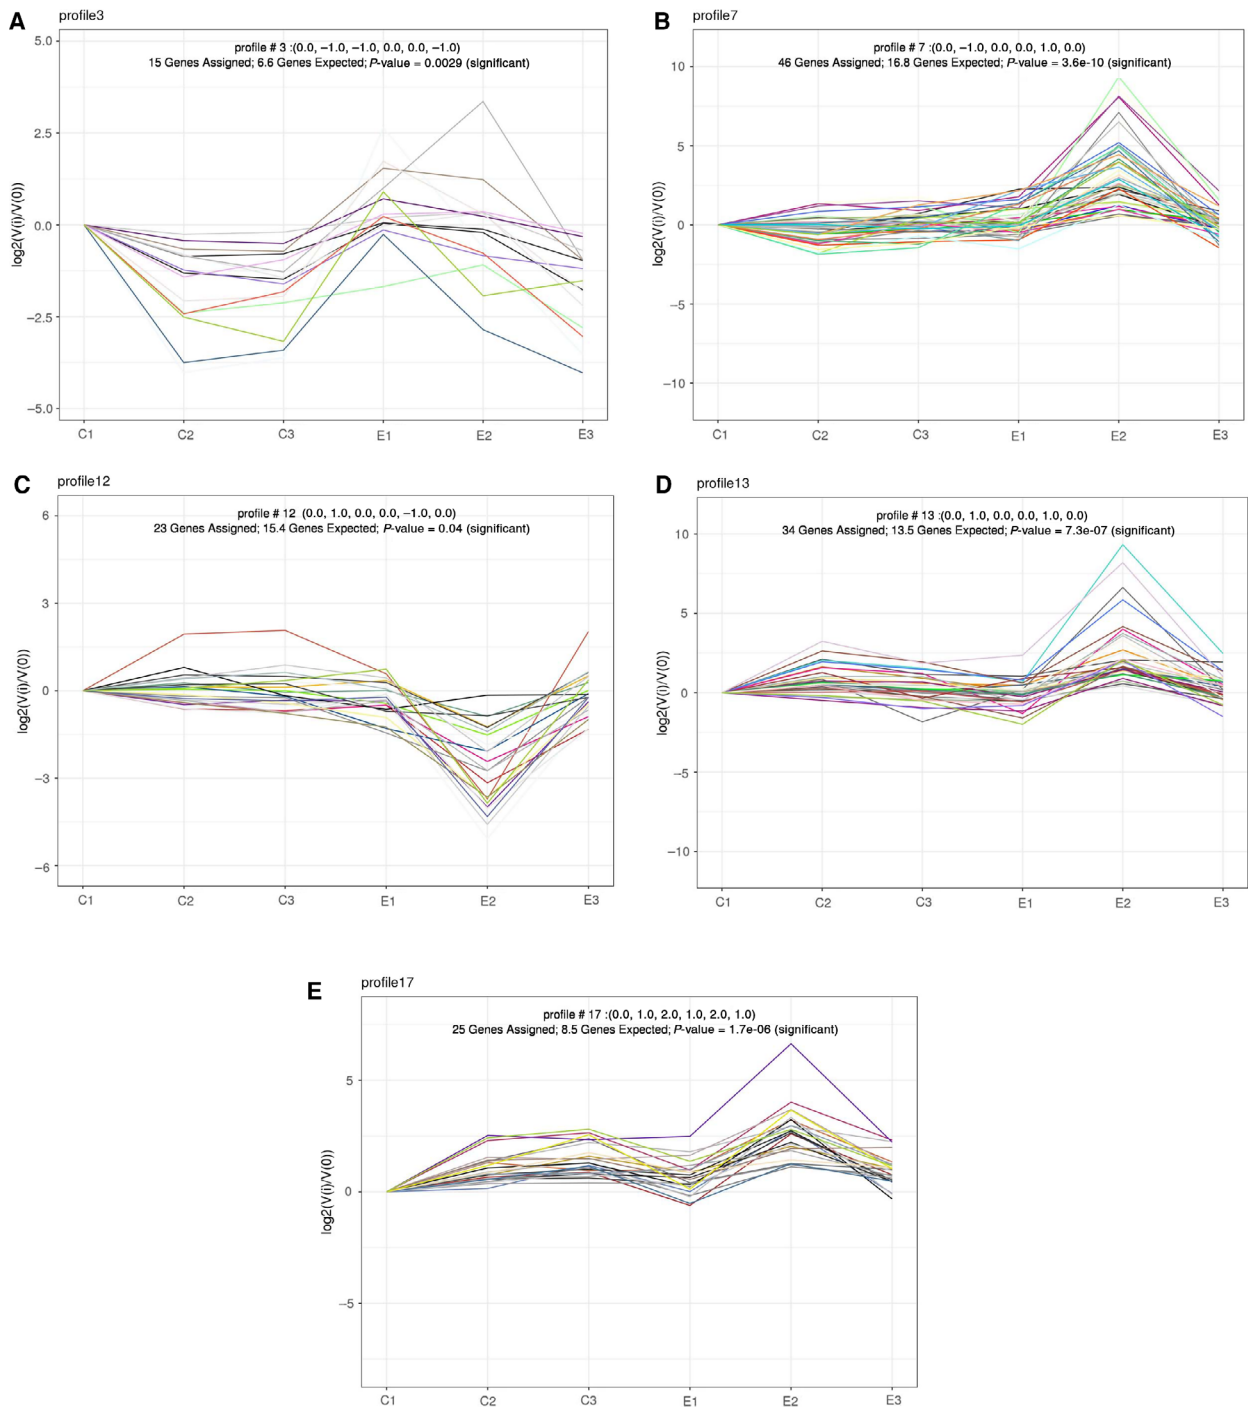 A
profile3
profile # 3 :(0.0, −1.0, −1.0, 0.0, 0.0, −1.0)
15 Genes Assigned; 6.6 Genes Expected; P-value = 0.0029 (significant)
5.0
2.5
0.0
−2.5
−5.0
log2(V(i)/V(0))
C1 C2 C3 E1 E2 E3
B
profile7
profile # 7 :(0.0, −1.0, 0.0, 0.0, 1.0, 0.0)
46 Genes Assigned; 16.8 Genes Expected; P-value = 3.6e-10 (significant)
10
5
0
−5
−10
log2(V(i)/V(0))
C1 C2 C3 E1 E2 E3
C
profile12
profile # 12 (0.0, 1.0, 0.0, 0.0, −1.0, 0.0)
23 Genes Assigned; 15.4 Genes Expected; P-value = 0.04 (significant)
6
3
0
−3
−6
log2(V(i)/V(0))
C1 C2 C3 E1 E2 E3
D
profile13
profile # 13 :(0.0, 1.0, 0.0, 0.0, 1.0, 0.0)
34 Genes Assigned; 13.5 Genes Expected; P-value = 7.3e-07 (significant)
10
5
0
−5
−10
log2(V(i)/V(0))
C1 C2 C3 E1 E2 E3
E
profile17
profile # 17 :(0.0, 1.0, 2.0, 1.0, 2.0, 1.0)
25 Genes Assigned; 8.5 Genes Expected; P-value = 1.7e-06 (significant)
5
0
−5
log2(V(i)/V(0))
C1 C2 C3 E1 E2 E3